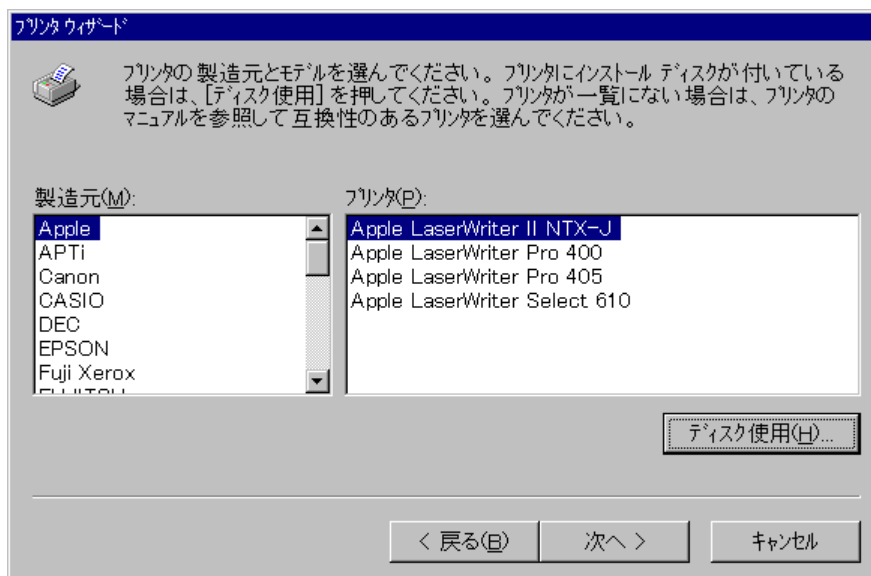 ﾌﾟﾘﾝﾀ ｳｨｻﾞｰﾄﾞ
ﾌﾟﾘﾝﾀの製造元とﾓﾃﾞﾙを選んでください。ﾌﾟﾘﾝﾀにｲﾝｽﾄｰﾙ ﾃﾞｨｽｸが付いている
場合は、[ﾃﾞｨｽｸ使用] を押してください。ﾌﾟﾘﾝﾀが一覧にない場合は、ﾌﾟﾘﾝﾀの
ﾏﾆｭｱﾙを参照して互換性のあるﾌﾟﾘﾝﾀを選んでください。
製造元(M):
Apple
APTi
Canon
CASIO
DEC
EPSON
Fuji Xerox
ﾌﾟﾘﾝﾀ(P):
Apple LaserWriter II NTX-J
Apple LaserWriter Pro 400
Apple LaserWriter Pro 405
Apple LaserWriter Select 610
ﾃﾞｨｽｸ使用(H)...
< 戻る(B)
次へ >
ｷｬﾝｾﾙ